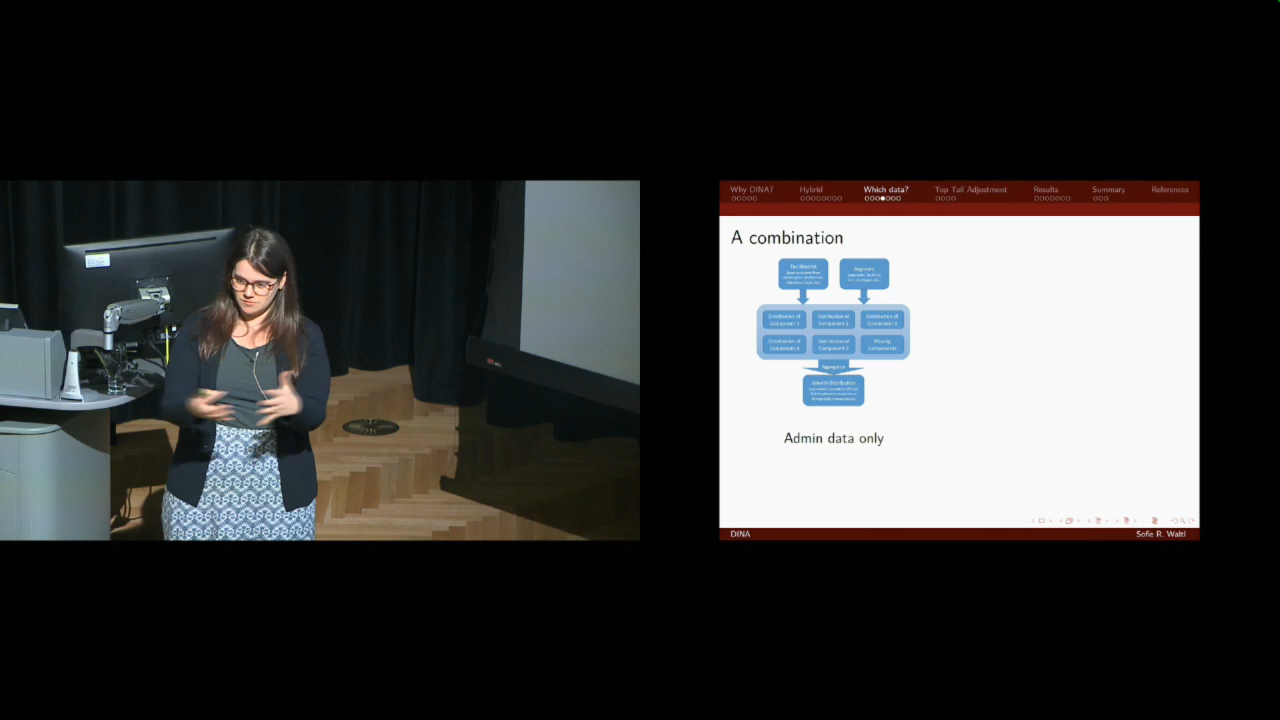 Why DINA? Hybrid Which data? Top Tail Adjustment Results Summary References
A combination
Tax Records
Registers
Distribution of
Component 1
Distribution of
Component 2
Distribution of
Component 3
Distribution of
Component 4
Distribution of
Component 5
Missing
Components
Aggregation
Wealth Distribution
Admin data only
DINA
Sofie R. Waltl